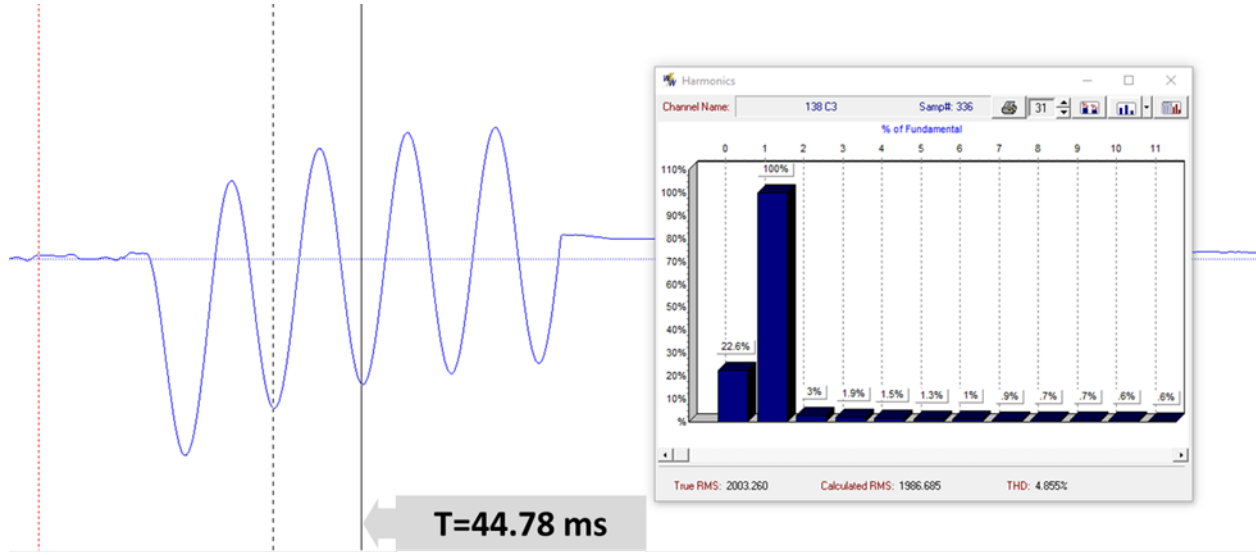 Harmonics
Channel Name: 138 C3 Samp#: 336 31
% of Fundamental
0 1 2 3 4 5 6 7 8 9 10 11
110%
100%
100%
90%
80%
70%
60%
50%
40%
30%
22.6%
20%
10%
3% 1.9% 1.5% 1.3% 1% .9% .7% .7% .6% .6%
%
True RMS: 2003.260 Calculated RMS: 1986.685 THD: 4.855%
T=44.78 ms